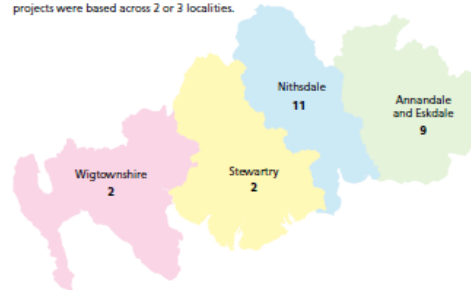 projects were based across 2 or 3 localities.
Nithsdale
11
Annandale
and Eskdale
9
Wigtownshire
2
Stewartry
2